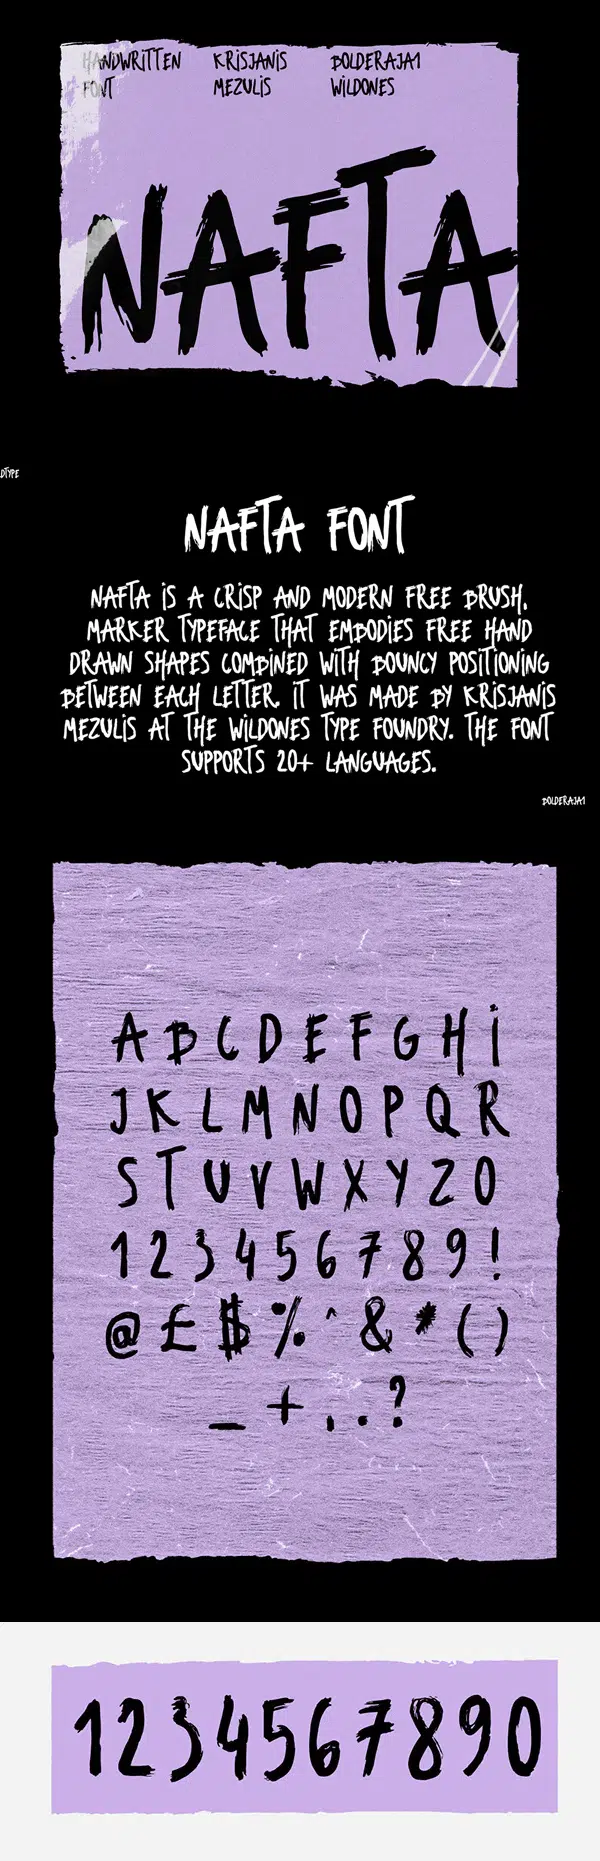 HANDWRITTEN KRISJANIS BOLDERAJA1
FONT MEZULIS WILDONES
NAFTA
DTYPE
NAFTA FONT
NAFTA IS A CRISP AND MODERN FREE BRUSH,
MARKER TYPEFACE THAT EMBODIES FREE HAND
DRAWN SHAPES COMBINED WITH BOUNCY POSITIONING
BETWEEN EACH LETTER. IT WAS MADE BY KRISJANIS
MEZULIS AT THE WILDONES TYPE FOUNDRY. THE FONT
SUPPORTS 20+ LANGUAGES.
BOLDERAJA1
A B C D E F G H I
J K L M N O P Q R
S T U V W X Y Z 0
1 2 3 4 5 6 7 8 9 !
@ £ $ % ^ & * ( )
_ + , . ?
1234567890